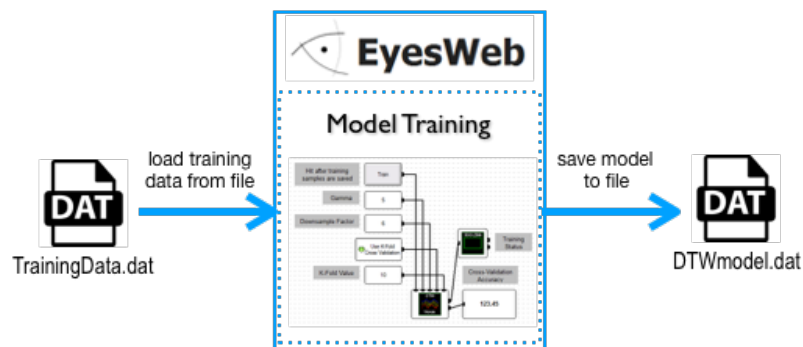 EyesWeb
Model Training
load training
data from file
save model
to file
DAT
TrainingData.dat
DAT
DTWmodel.dat
Hit after training
samples are saved
Train
Gamma
5
Downsample Factor
Use K-Fold
Cross Validation
K-Fold Value
10
Training
Status
Cross-Validation
Accuracy
123,45